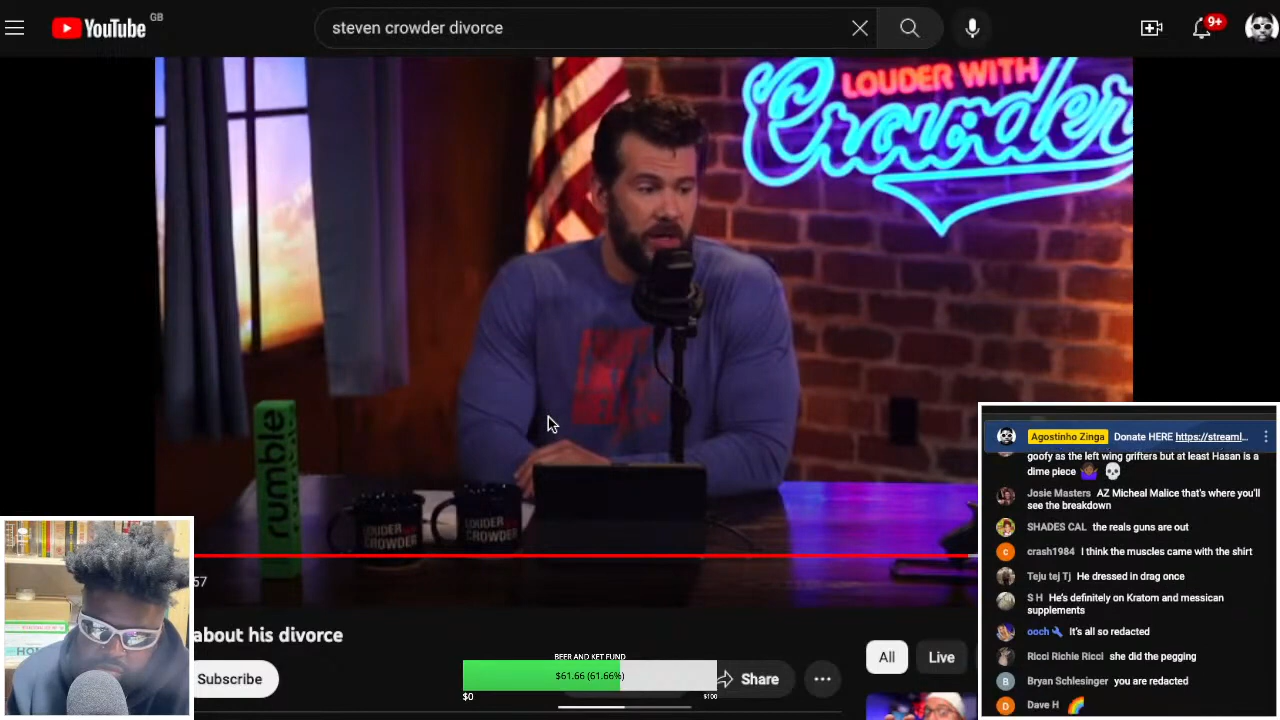 YouTube GB
steven crowder divorce
9+
LOUDER WITH
Crowder
rumble
LOUDER
CROWDER
LOUDER
CROWDER
57
about his divorce
Subscribe
BEER AND KET FUND
$61.66 (61.66%)
$0
$100
Share
All
Live
Agostinho Zinga Donate HERE https://streaml...
goofy as the left wing grifters but at least Hasan is a
dime piece 🤷🏾‍♂️ 💀
Josie Masters AZ Micheal Malice that's where you'll
see the breakdown
SHADES CAL the reals guns are out
c crash1984 I think the muscles came with the shirt
Teju tej Tj He dressed in drag once
S H He's definitely on Kratom and messican
supplements
ooch It's all so redacted
Ricci Richie Ricci she did the pegging
B Bryan Schlesinger you are redacted
D Dave H 🌈